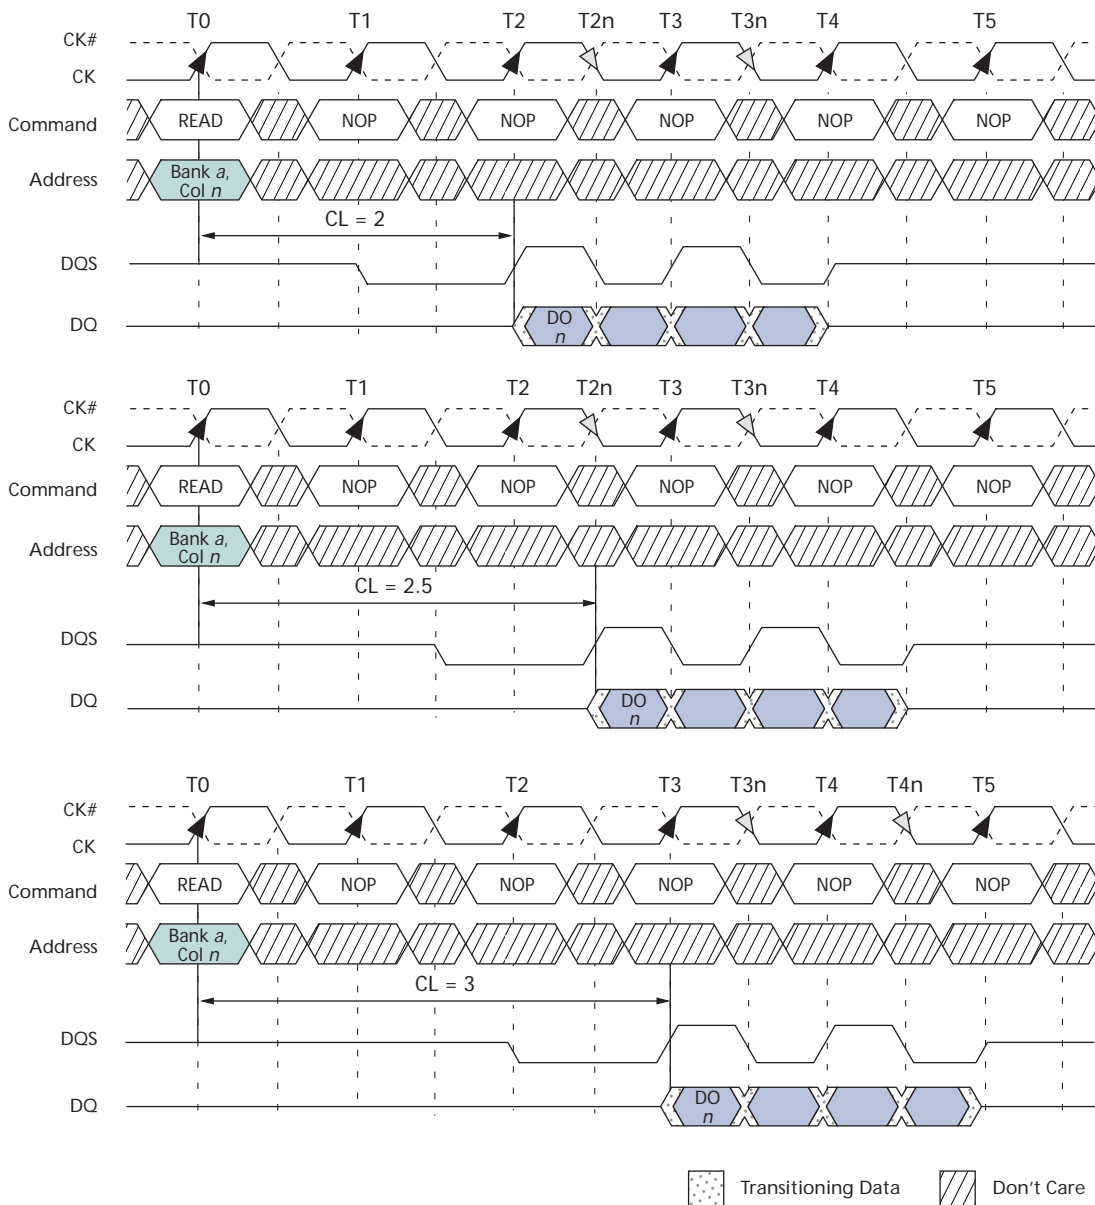 T0 T1 T2 T2n T3 T3n T4 T5
CK#
CK
Command READ NOP NOP NOP NOP NOP
Address Bank a,
Col n
CL = 2
DQS
DQ DO
n
T0 T1 T2 T2n T3 T3n T4 T5
CK#
CK
Command READ NOP NOP NOP NOP NOP
Address Bank a,
Col n
CL = 2.5
DQS
DQ DO
n
T0 T1 T2 T3 T3n T4 T4n T5
CK#
CK
Command READ NOP NOP NOP NOP NOP
Address Bank a,
Col n
CL = 3
DQS
DQ DO
n
Transitioning Data Don't Care